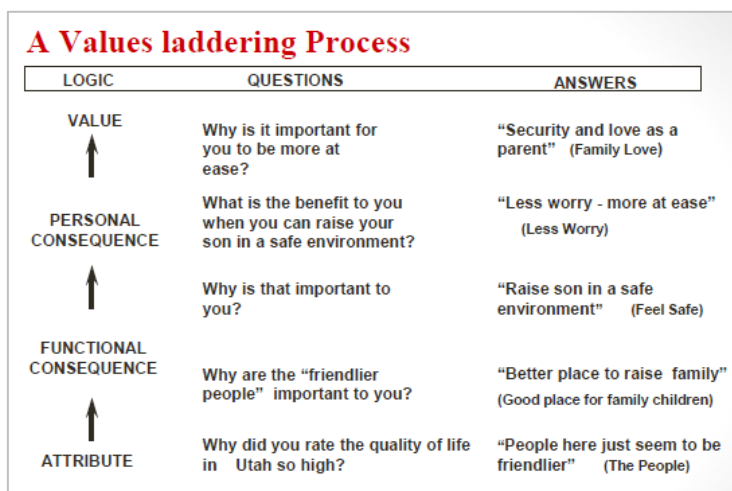 A Values laddering Process
LOGIC QUESTIONS ANSWERS
VALUE
Why is it important for
you to be more at
ease?
"Security and love as a
parent" (Family Love)
PERSONAL
CONSEQUENCE
What is the benefit to you
when you can raise your
son in a safe environment?
"Less worry - more at ease"
(Less Worry)
Why is that important to
you?
"Raise son in a safe
environment" (Feel Safe)
FUNCTIONAL
CONSEQUENCE
Why are the "friendlier
people" important to you?
"Better place to raise family"
(Good place for family children)
ATTRIBUTE
Why did you rate the quality of life
in Utah so high?
"People here just seem to be
friendlier" (The People)